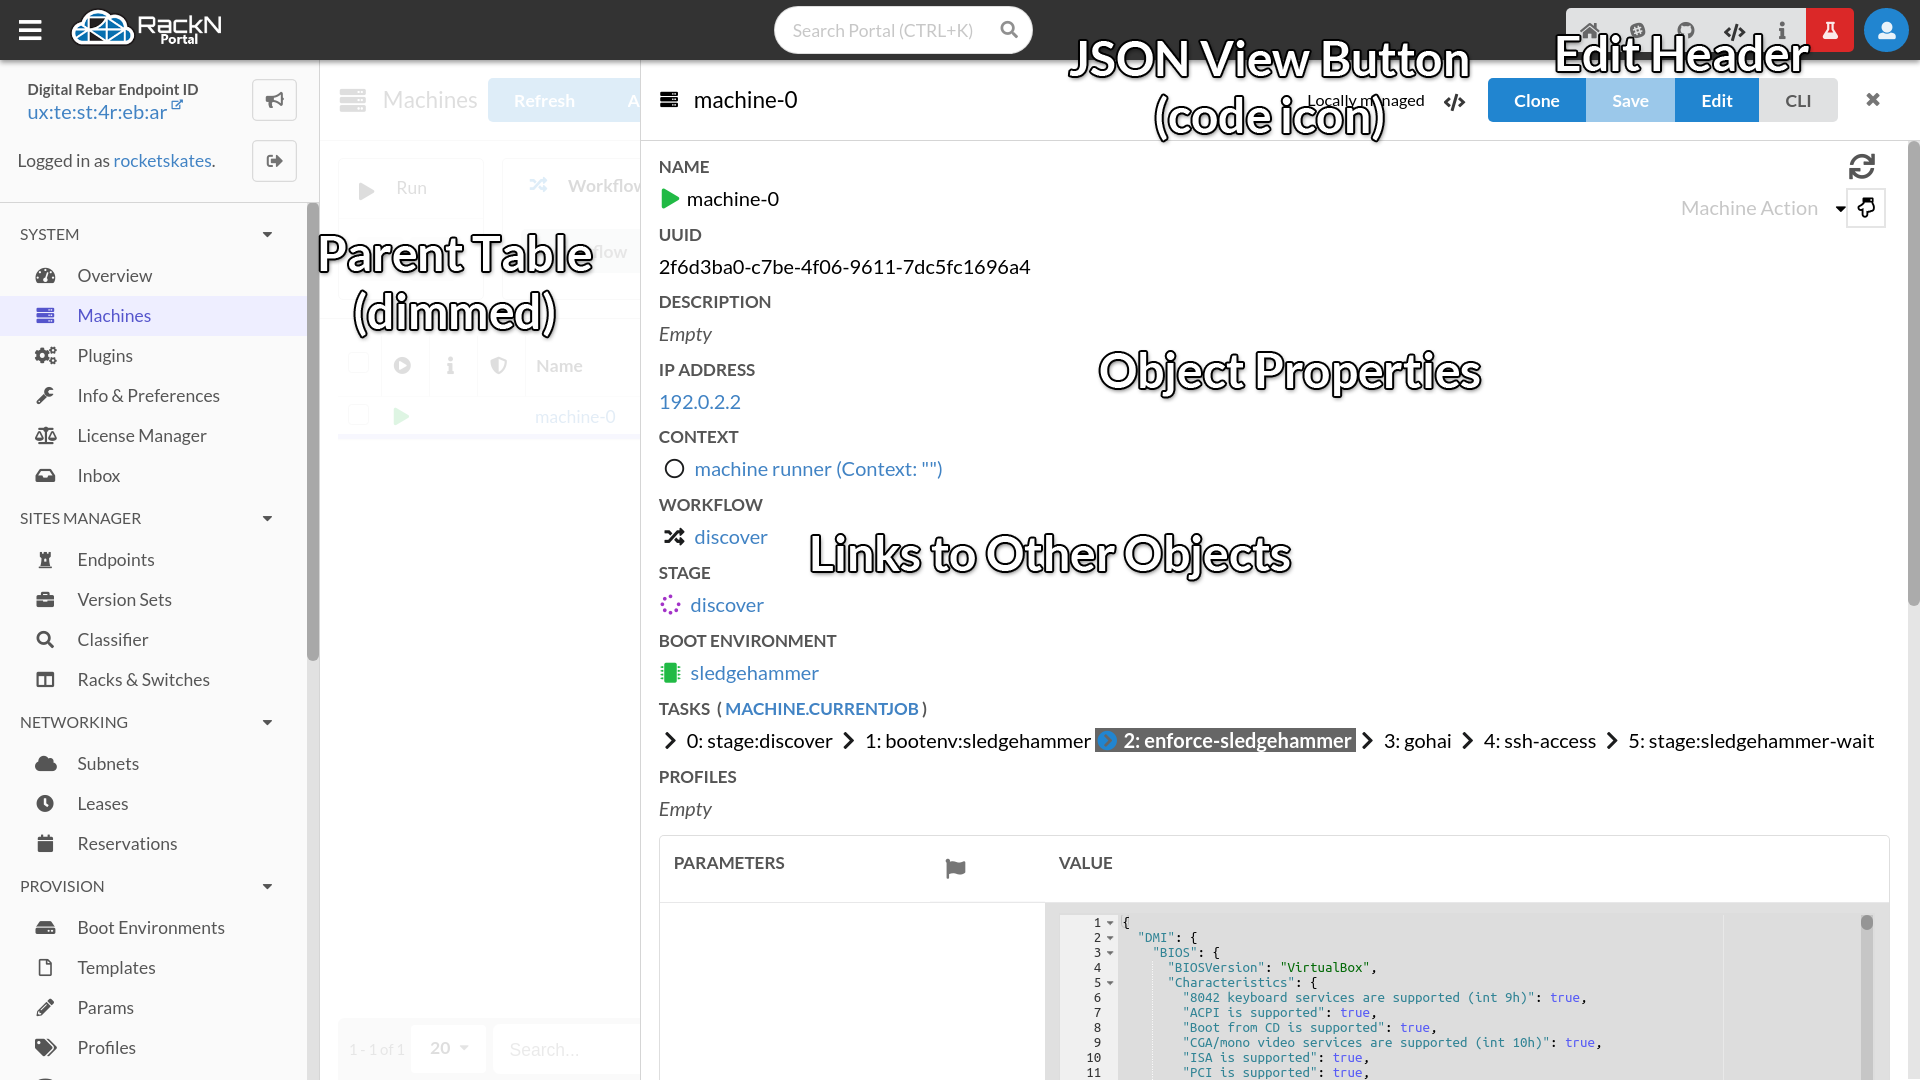 RackN
Portal
Search Portal (CTRL+K)
JSON View Button
(code icon)
Edit Header
Digital Rebar Endpoint ID
ux:te:st:4r:eb:ar
Logged in as rocketskates.
Machines
Refresh
A
machine-0
Locally managed
Clone
Save
Edit
CLI
SYSTEM
Overview
Machines
Plugins
Info & Preferences
License Manager
Inbox
SITES MANAGER
Endpoints
Version Sets
Classifier
Racks & Switches
NETWORKING
Subnets
Leases
Reservations
PROVISION
Boot Environments
Templates
Params
Profiles
Run
Workflow
Parent Table
(dimmed)
flow
Name
machine-0
1 - 1 of 1
20
Search...
NAME
machine-0
Machine Action
UUID
2f6d3ba0-c7be-4f06-9611-7dc5fc1696a4
DESCRIPTION
Empty
IP ADDRESS
192.0.2.2
Object Properties
CONTEXT
machine runner (Context: "")
WORKFLOW
discover
Links to Other Objects
STAGE
discover
BOOT ENVIRONMENT
sledgehammer
TASKS ( MACHINE.CURRENTJOB )
0: stage:discover 1: bootenv:sledgehammer 2: enforce-sledgehammer 3: gohai 4: ssh-access 5: stage:sledgehammer-wait
PROFILES
Empty
PARAMETERS
VALUE
1 {
2 "DMI": {
3 "BIOS": {
4 "BIOSVersion": "VirtualBox",
5 "Characteristics": {
6 "8042 keyboard services are supported (int 9h)": true,
7 "ACPI is supported": true,
8 "Boot from CD is supported": true,
9 "CGA/mono video services are supported (int 10h)": true,
10 "ISA is supported": true,
11 "PCI is supported": true,